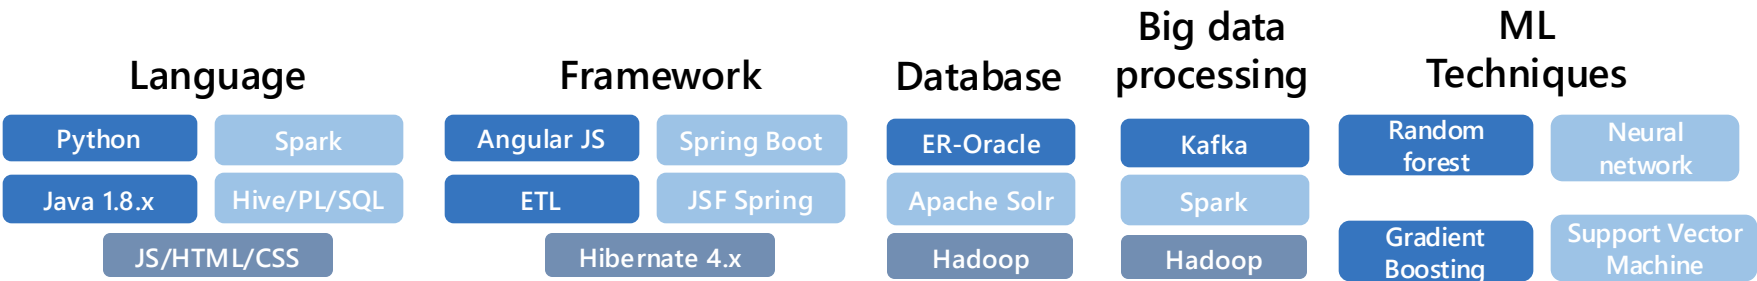 Language
Python
Spark
Java 1.8.x
Hive/PL/SQL
JS/HTML/CSS
Framework
Angular JS
Spring Boot
ETL
JSF Spring
Hibernate 4.x
Database
ER-Oracle
Apache Solr
Hadoop
Big data
processing
Kafka
Spark
Hadoop
ML
Techniques
Random
forest
Neural
network
Gradient
Boosting
Support Vector
Machine